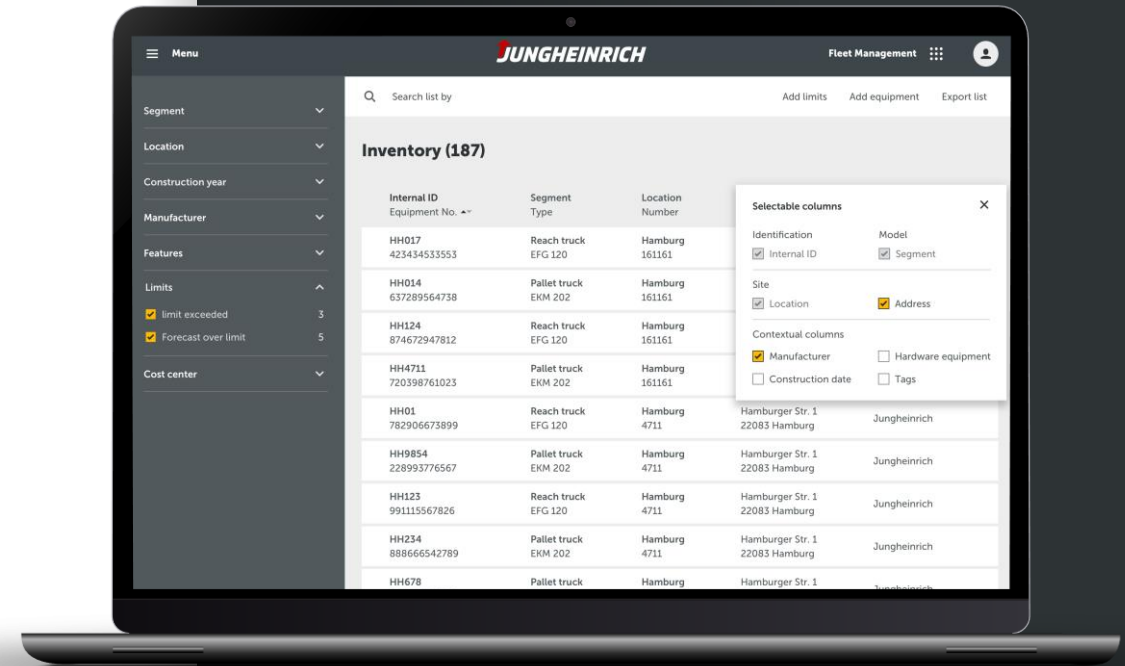 Menu
JUNGHEINRICH
Fleet Management
Segment
Location
Construction year
Manufacturer
Features
Limits
limit exceeded 3
Forecast over limit 5
Cost center
Search list by
Add limits Add equipment Export list
Inventory (187)
Internal ID Segment Location
Equipment No. Type Number
HH017 Reach truck Hamburg
423434533553 EFG 120 161161
HH014 Pallet truck Hamburg
637289564738 EKM 202 161161
HH124 Reach truck Hamburg
874672947812 EFG 120 161161
HH4711 Pallet truck Hamburg
720398761023 EKM 202 161161
HH01 Reach truck Hamburg Hamburger Str. 1 Jungheinrich
782906673899 EFG 120 4711 22083 Hamburg
HH9854 Pallet truck Hamburg Hamburger Str. 1 Jungheinrich
228993776567 EKM 202 4711 22083 Hamburg
HH123 Reach truck Hamburg Hamburger Str. 1 Jungheinrich
991115567826 EFG 120 4711 22083 Hamburg
HH234 Pallet truck Hamburg Hamburger Str. 1 Jungheinrich
888666542789 EKM 202 4711 22083 Hamburg
HH678 Pallet truck Hamburg Hamburger Str. 1 Jungheinrich
Selectable columns
Identification Model
Internal ID Segment
Site
Location Address
Contextual columns
Manufacturer Hardware equipment
Construction date Tags